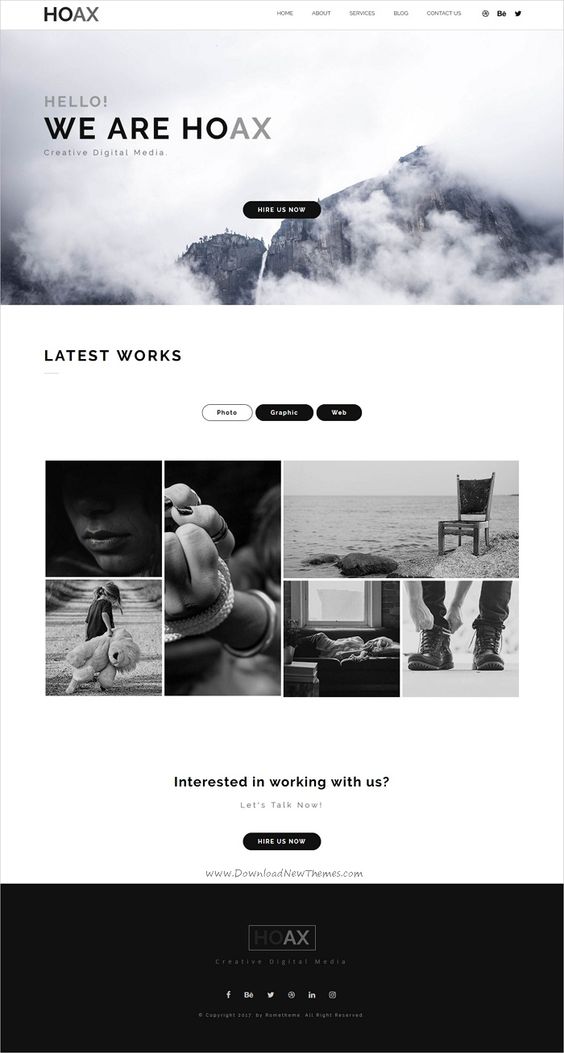 HOAX
HOME ABOUT SERVICES BLOG CONTACT US Bē
HELLO!
WE ARE HOAX
Creative Digital Media.
HIRE US NOW
LATEST WORKS
Photo Graphic Web
Interested in working with us?
Let's Talk Now!
HIRE US NOW
www.DownloadNewThemes.com
HOAX
Creative Digital Media
f Bē in
© Copyright 2017. by Rometheme. All Right Reserved.